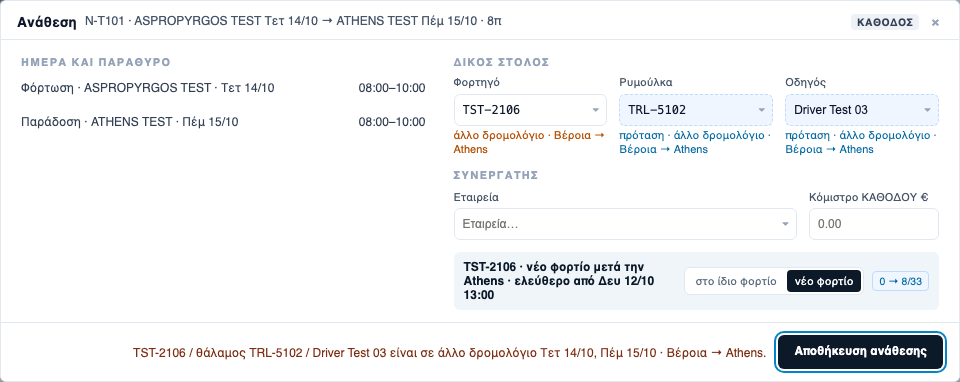 Ανάθεση N-T101 · ASPROPYRGOS TEST Τετ 14/10 → ATHENS TEST Πέμ 15/10 · 8π ΚΑΘΟΔΟΣ ×
ΗΜΕΡΑ ΚΑΙ ΠΑΡΑΘΥΡΟ
Φόρτωση · ASPROPYRGOS TEST · Τετ 14/10 08:00–10:00
Παράδοση · ATHENS TEST · Πέμ 15/10 08:00–10:00
ΔΙΚΟΣ ΣΤΟΛΟΣ
Φορτηγό Ρυμούλκα Οδηγός
TST-2106 TRL-5102 Driver Test 03
άλλο δρομολόγιο · Βέροια → πρόταση · άλλο δρομολόγιο · πρόταση · άλλο δρομολόγιο ·
Athens Βέροια → Athens Βέροια → Athens
ΣΥΝΕΡΓΑΤΗΣ
Εταιρεία Κόμιστρο ΚΑΘΟΔΟΥ €
Εταιρεία… 0.00
TST-2106 · νέο φορτίο μετά την
Athens · ελεύθερο από Δευ 12/10
13:00
στο ίδιο φορτίο νέο φορτίο 0 → 8/33
TST-2106 / θάλαμος TRL-5102 / Driver Test 03 είναι σε άλλο δρομολόγιο Τετ 14/10, Πέμ 15/10 · Βέροια → Athens. Αποθήκευση ανάθεσης